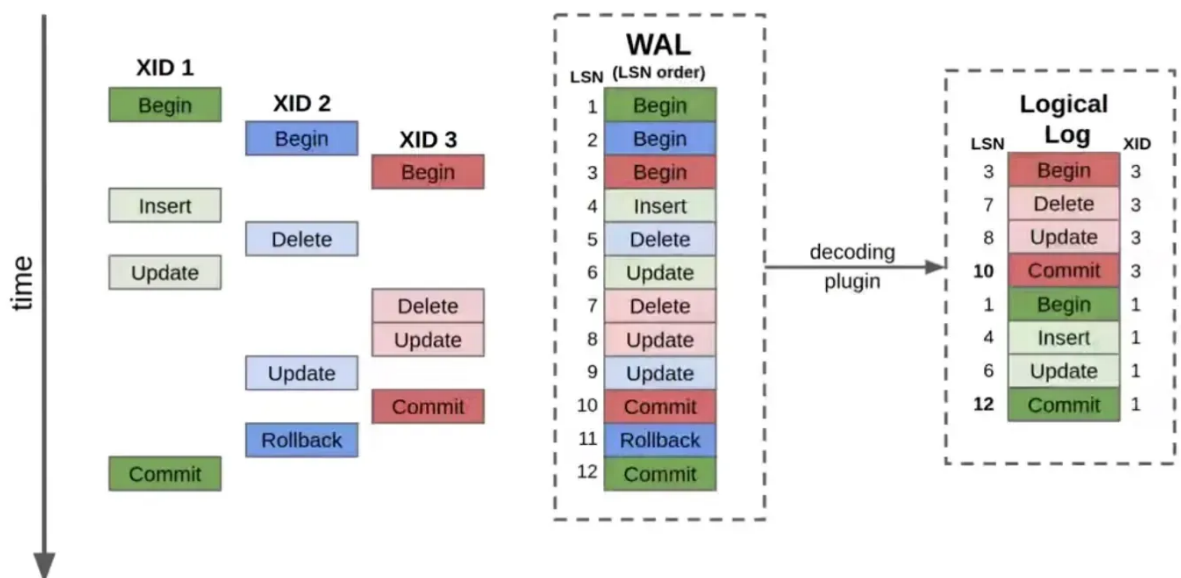 time
XID 1
Begin
Insert
Update
Commit
XID 2
Begin
Delete
Update
Rollback
XID 3
Begin
Delete
Update
Commit
WAL
LSN (LSN order)
1 Begin
2 Begin
3 Begin
4 Insert
5 Delete
6 Update
7 Delete
8 Update
9 Update
10 Commit
11 Rollback
12 Commit
decoding
plugin
Logical
Log
LSN XID
3 Begin 3
7 Delete 3
8 Update 3
10 Commit 3
1 Begin 1
4 Insert 1
6 Update 1
12 Commit 1